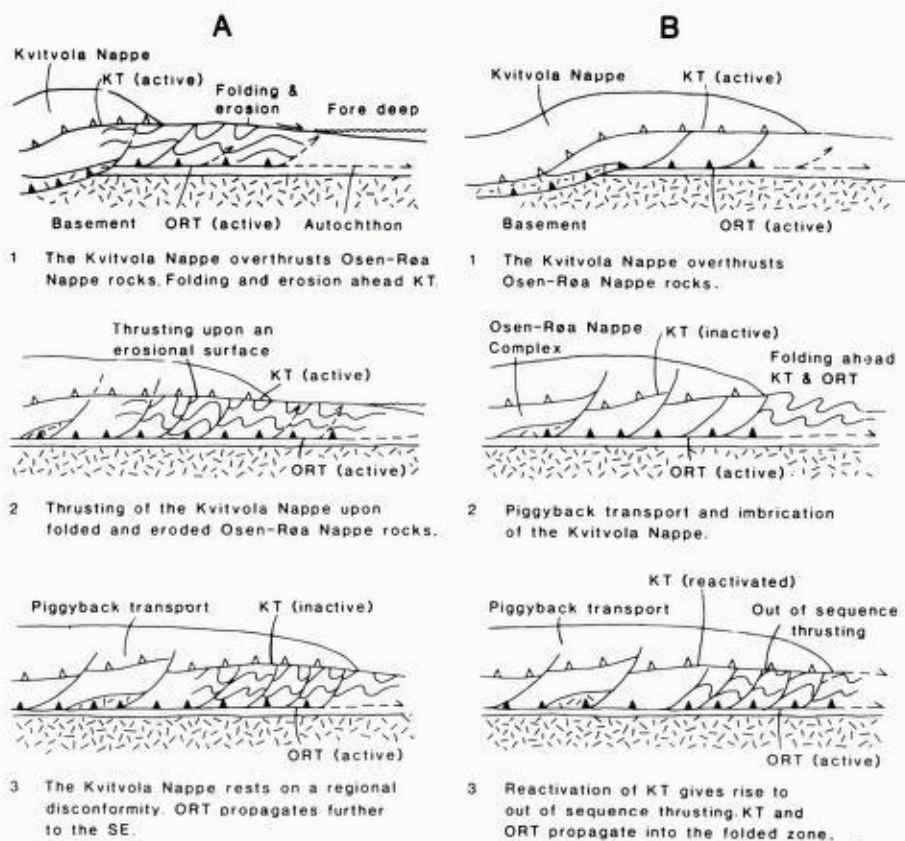 A
Kvitvola Nappe
KT (active)
Folding &
erosion
Fore deep
Basement
ORT (active)
Autochthon
1 The Kvitvola Nappe overthrusts Osen-Røa
Nappe rocks. Folding and erosion ahead KT.
Thrusting upon an
erosional surface
KT (active)
ORT (active)
2 Thrusting of the Kvitvola Nappe upon
folded and eroded Osen-Røa Nappe rocks.
Piggyback transport
KT (inactive)
ORT (active)
3 The Kvitvola Nappe rests on a regional
disconformity. ORT propagates further
to the SE.
B
Kvitvola Nappe
KT (active)
Basement
ORT (active)
1 The Kvitvola Nappe overthrusts
Osen-Røa Nappe rocks.
Osen-Røa Nappe
Complex
KT (inactive)
Folding ahead
KT & ORT
ORT (active)
2 Piggyback transport and imbrication
of the Kvitvola Nappe.
KT (reactivated)
Piggyback transport
Out of sequence
thrusting
ORT (active)
3 Reactivation of KT gives rise to
out of sequence thrusting. KT and
ORT propagate into the folded zone.